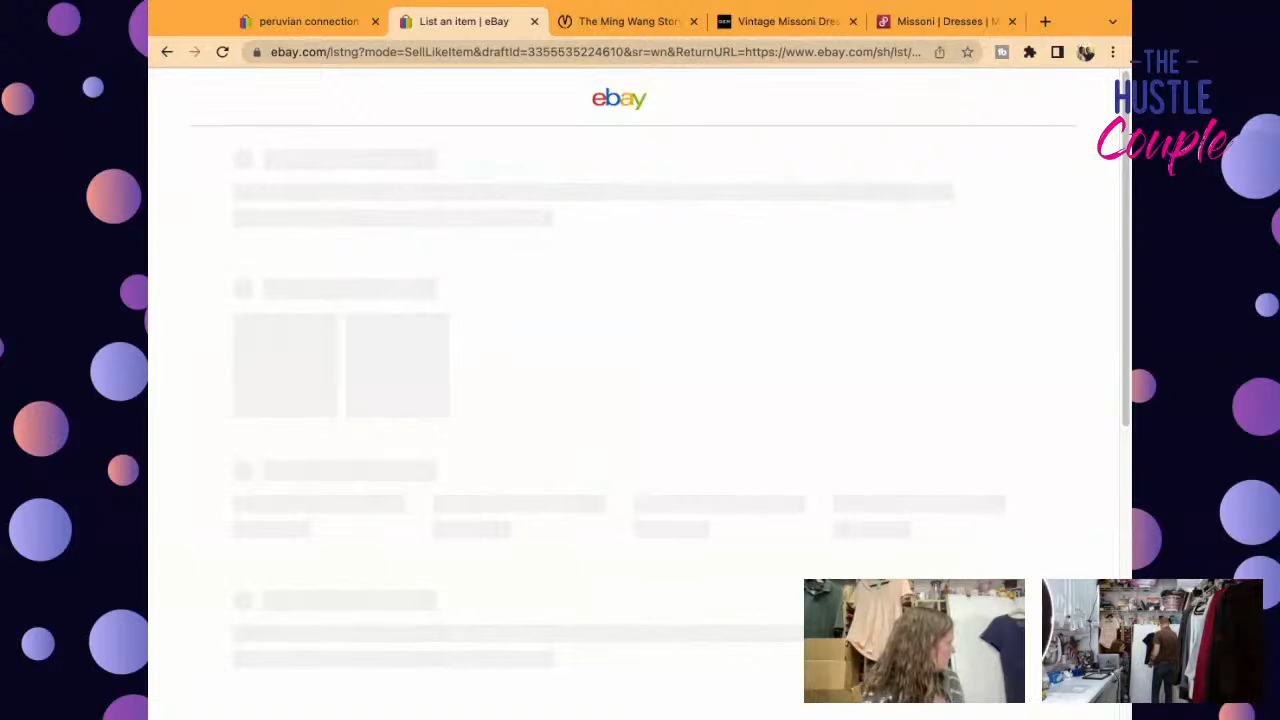 peruvian connection
List an item | eBay
The Ming Wang Story
Vintage Missoni Dres
Missoni | Dresses | M
ebay.com/lstng?mode=SellLikeItem&draftId=3355535224610&sr=wn&ReturnURL=https://www.ebay.com/sh/lst/...
ebay
THE
HUSTLE
Couple